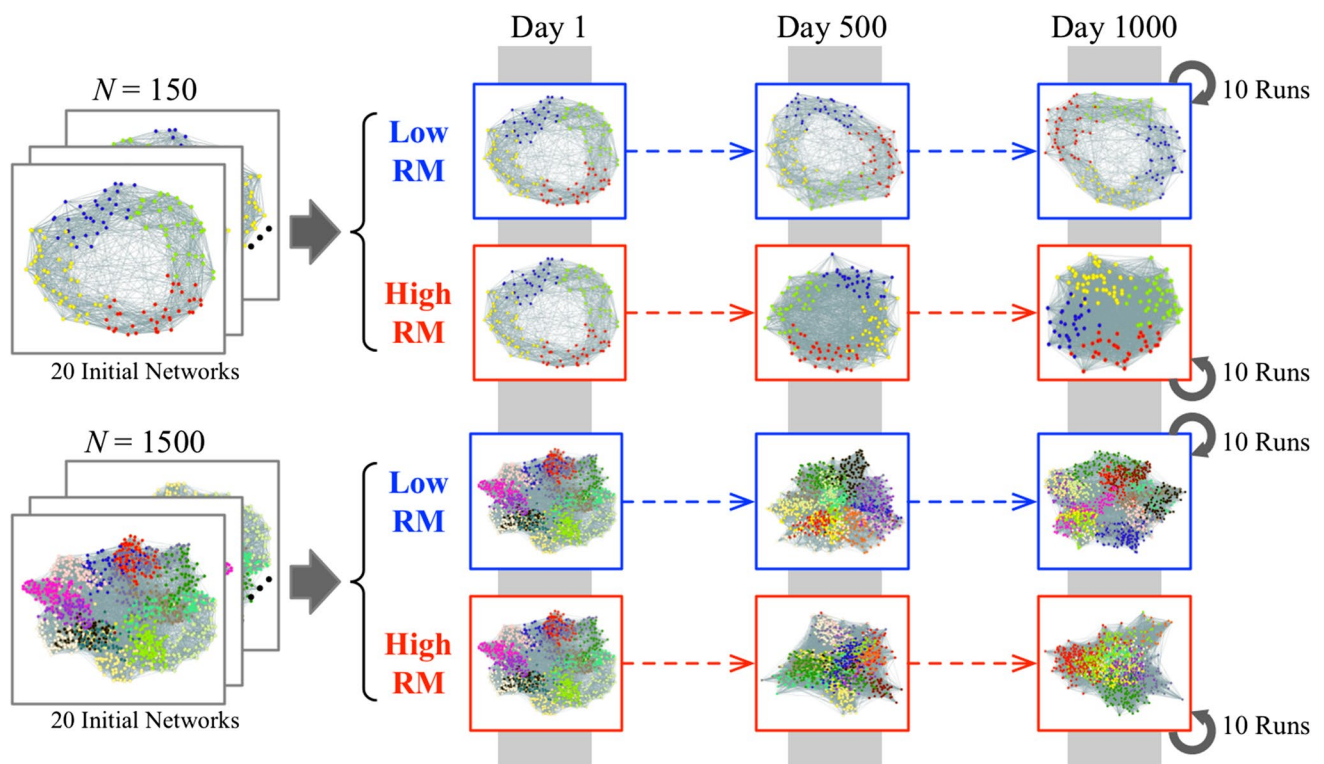 Day 1
Day 500
Day 1000
N = 150
Low
RM
10 Runs
High
RM
10 Runs
20 Initial Networks
N = 1500
Low
RM
10 Runs
High
RM
10 Runs
20 Initial Networks